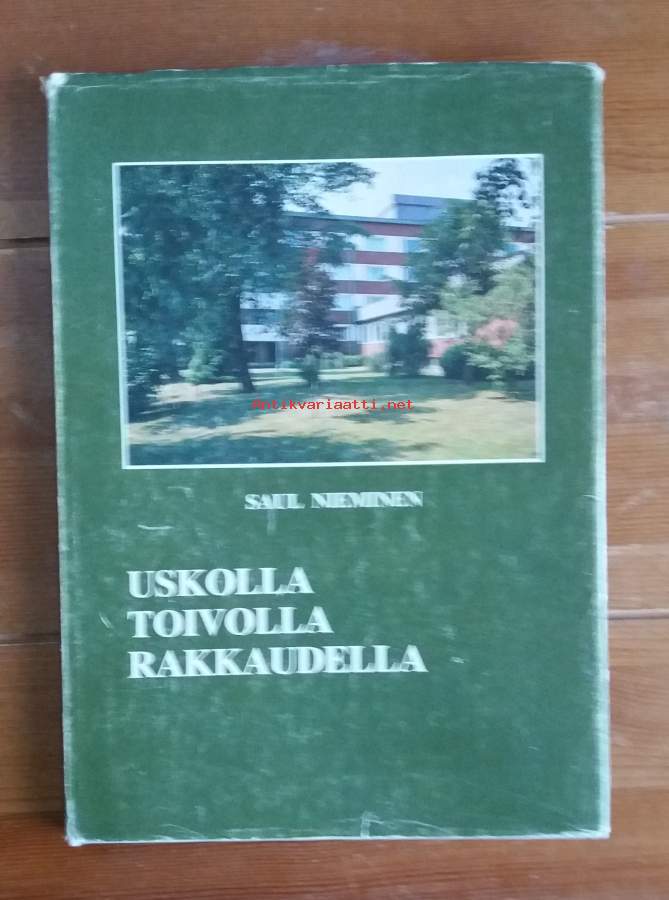 Antikvariaatti.net
SAUL NIEMINEN
USKOLLA
TOIVOLLA
RAKKAUDELLA